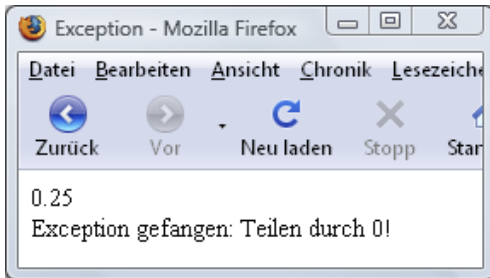 Exception - Mozilla Firefox
Datei Bearbeiten Ansicht Chronik Lesezeiche
Zurück Vor Neu laden Stopp Star
0.25
Exception gefangen: Teilen durch 0!